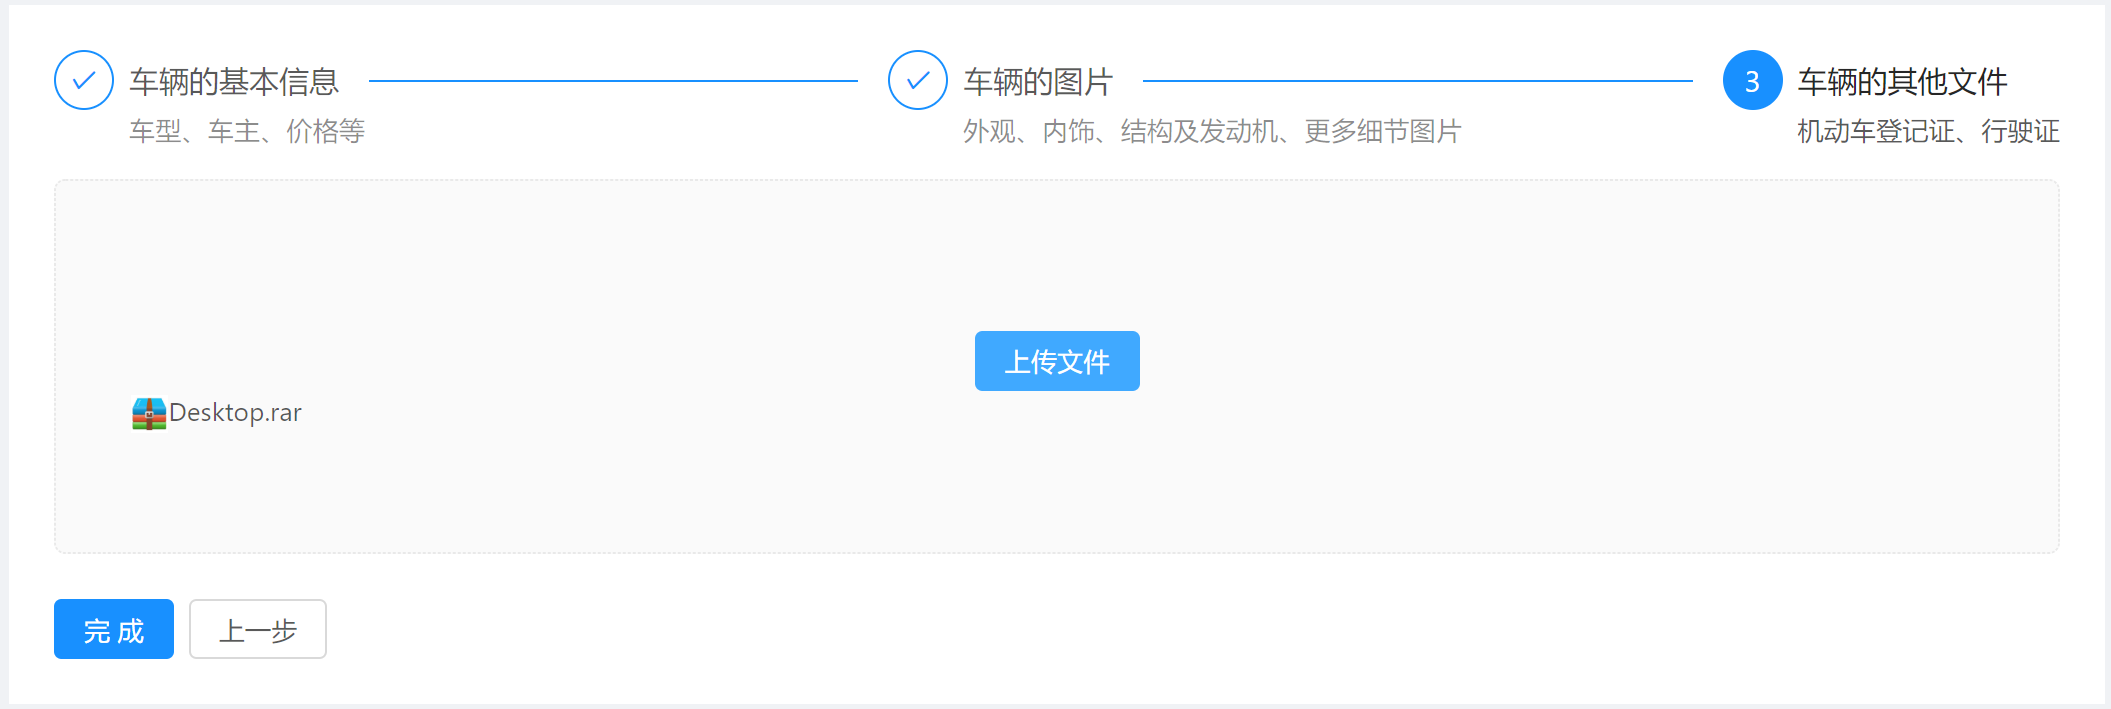 车辆的基本信息
车型、车主、价格等
车辆的图片
外观、内饰、结构及发动机、更多细节图片
3
车辆的其他文件
机动车登记证、行驶证
上传文件
Desktop.rar
完 成
上一步